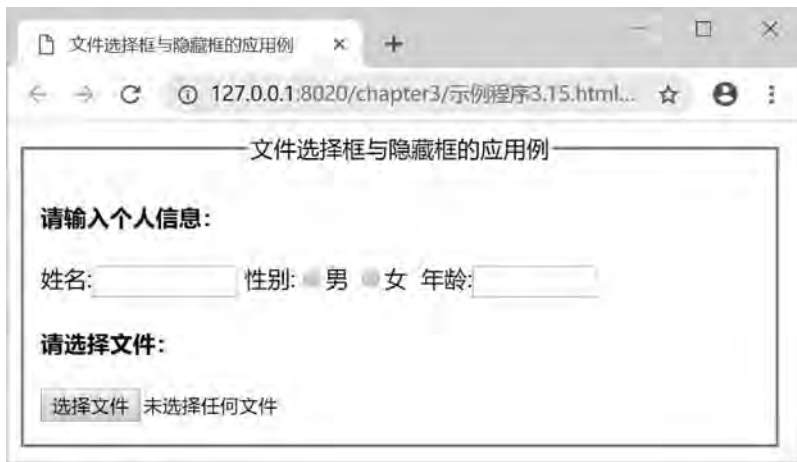 文件选择框与隐藏框的应用例
127.0.0.1:8020/chapter3/示例程序3.15.html...
文件选择框与隐藏框的应用例
请输入个人信息：
姓名: 性别: 男 女 年龄:
请选择文件：
选择文件 未选择任何文件